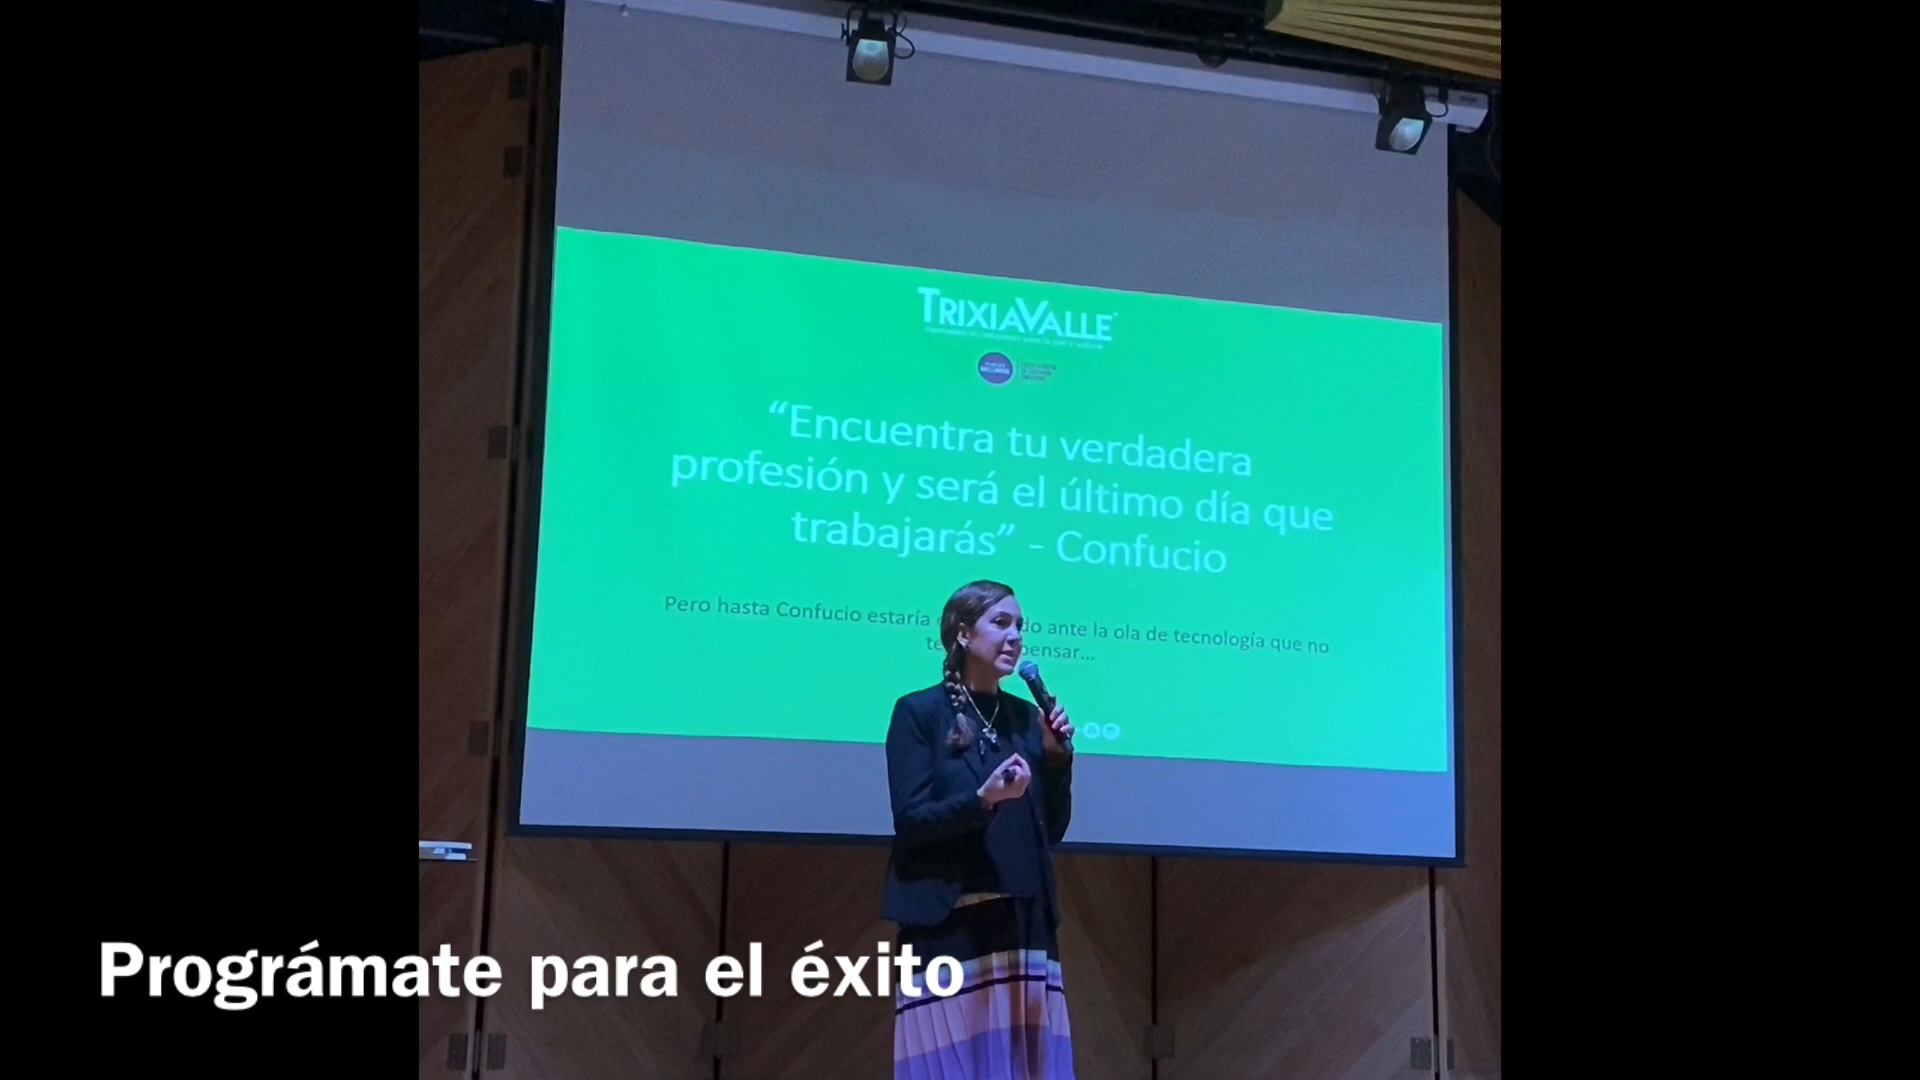 TRIXIAVALLE
“Encuentra tu verdadera
profesión y será el último día que
trabajarás” - Confucio
Pero hasta Confucio estaría do ante la ola de tecnología que no
te pensar...
Prográmate para el éxito